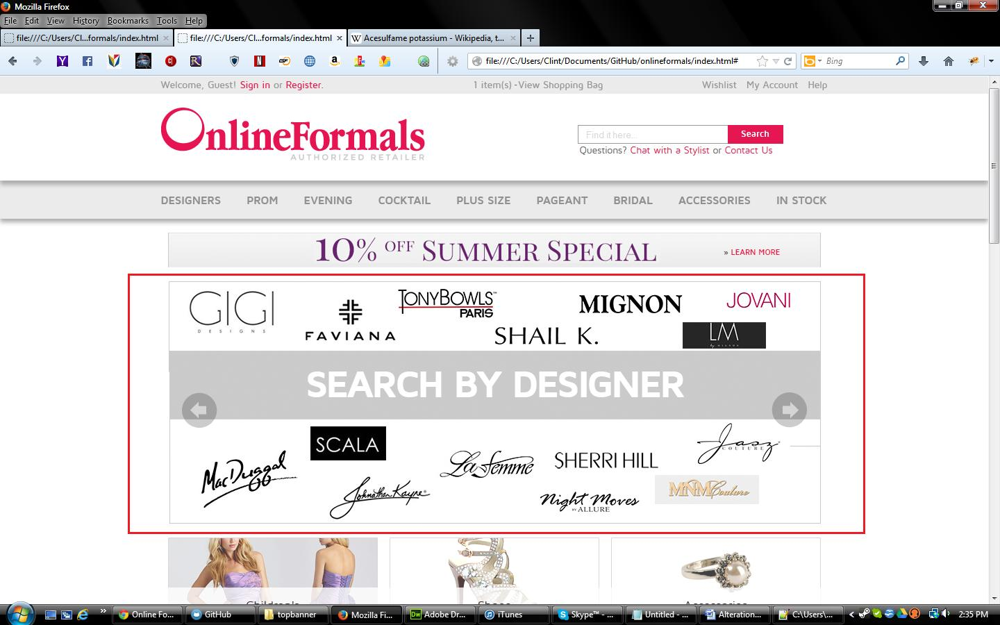 Mozilla Firefox
File Edit View History Bookmarks Tools Help
file:///C:/Users/Cl...formals/index.html × file:///C:/Users/Cl...formals/index.html × W Acesulfame potassium - Wikipedia, t... × +
file:///C:/Users/Clint/Documents/GitHub/onlineformals/index.html# Bing
Welcome, Guest! Sign in or Register. 1 item(s) -View Shopping Bag Wishlist My Account Help
OnlineFormals
AUTHORIZED RETAILER
Find it here... Search
Questions? Chat with a Stylist or Contact Us
DESIGNERS PROM EVENING COCKTAIL PLUS SIZE PAGEANT BRIDAL ACCESSORIES IN STOCK
10% OFF SUMMER SPECIAL » LEARN MORE
GIGI
DESIGNS
FAVIANA
TONYBOWLS™
PARIS
SHAIL K.
MIGNON
JOVANI
LM
by MIGNON
SEARCH BY DESIGNER
MacDuggal
SCALA
Johnathan Kayne®
La Femme
SHERRI HILL
Night Moves
BY ALLURE
Jasz
COUTURE
MNM Couture
Children's Shoes Accessories
Online Fo... GitHub topbanner Mozilla Fi... Dw Adobe Dr... iTunes Skype™ - ... Untitled - ... Alteration... C:\Users\... 2:35 PM